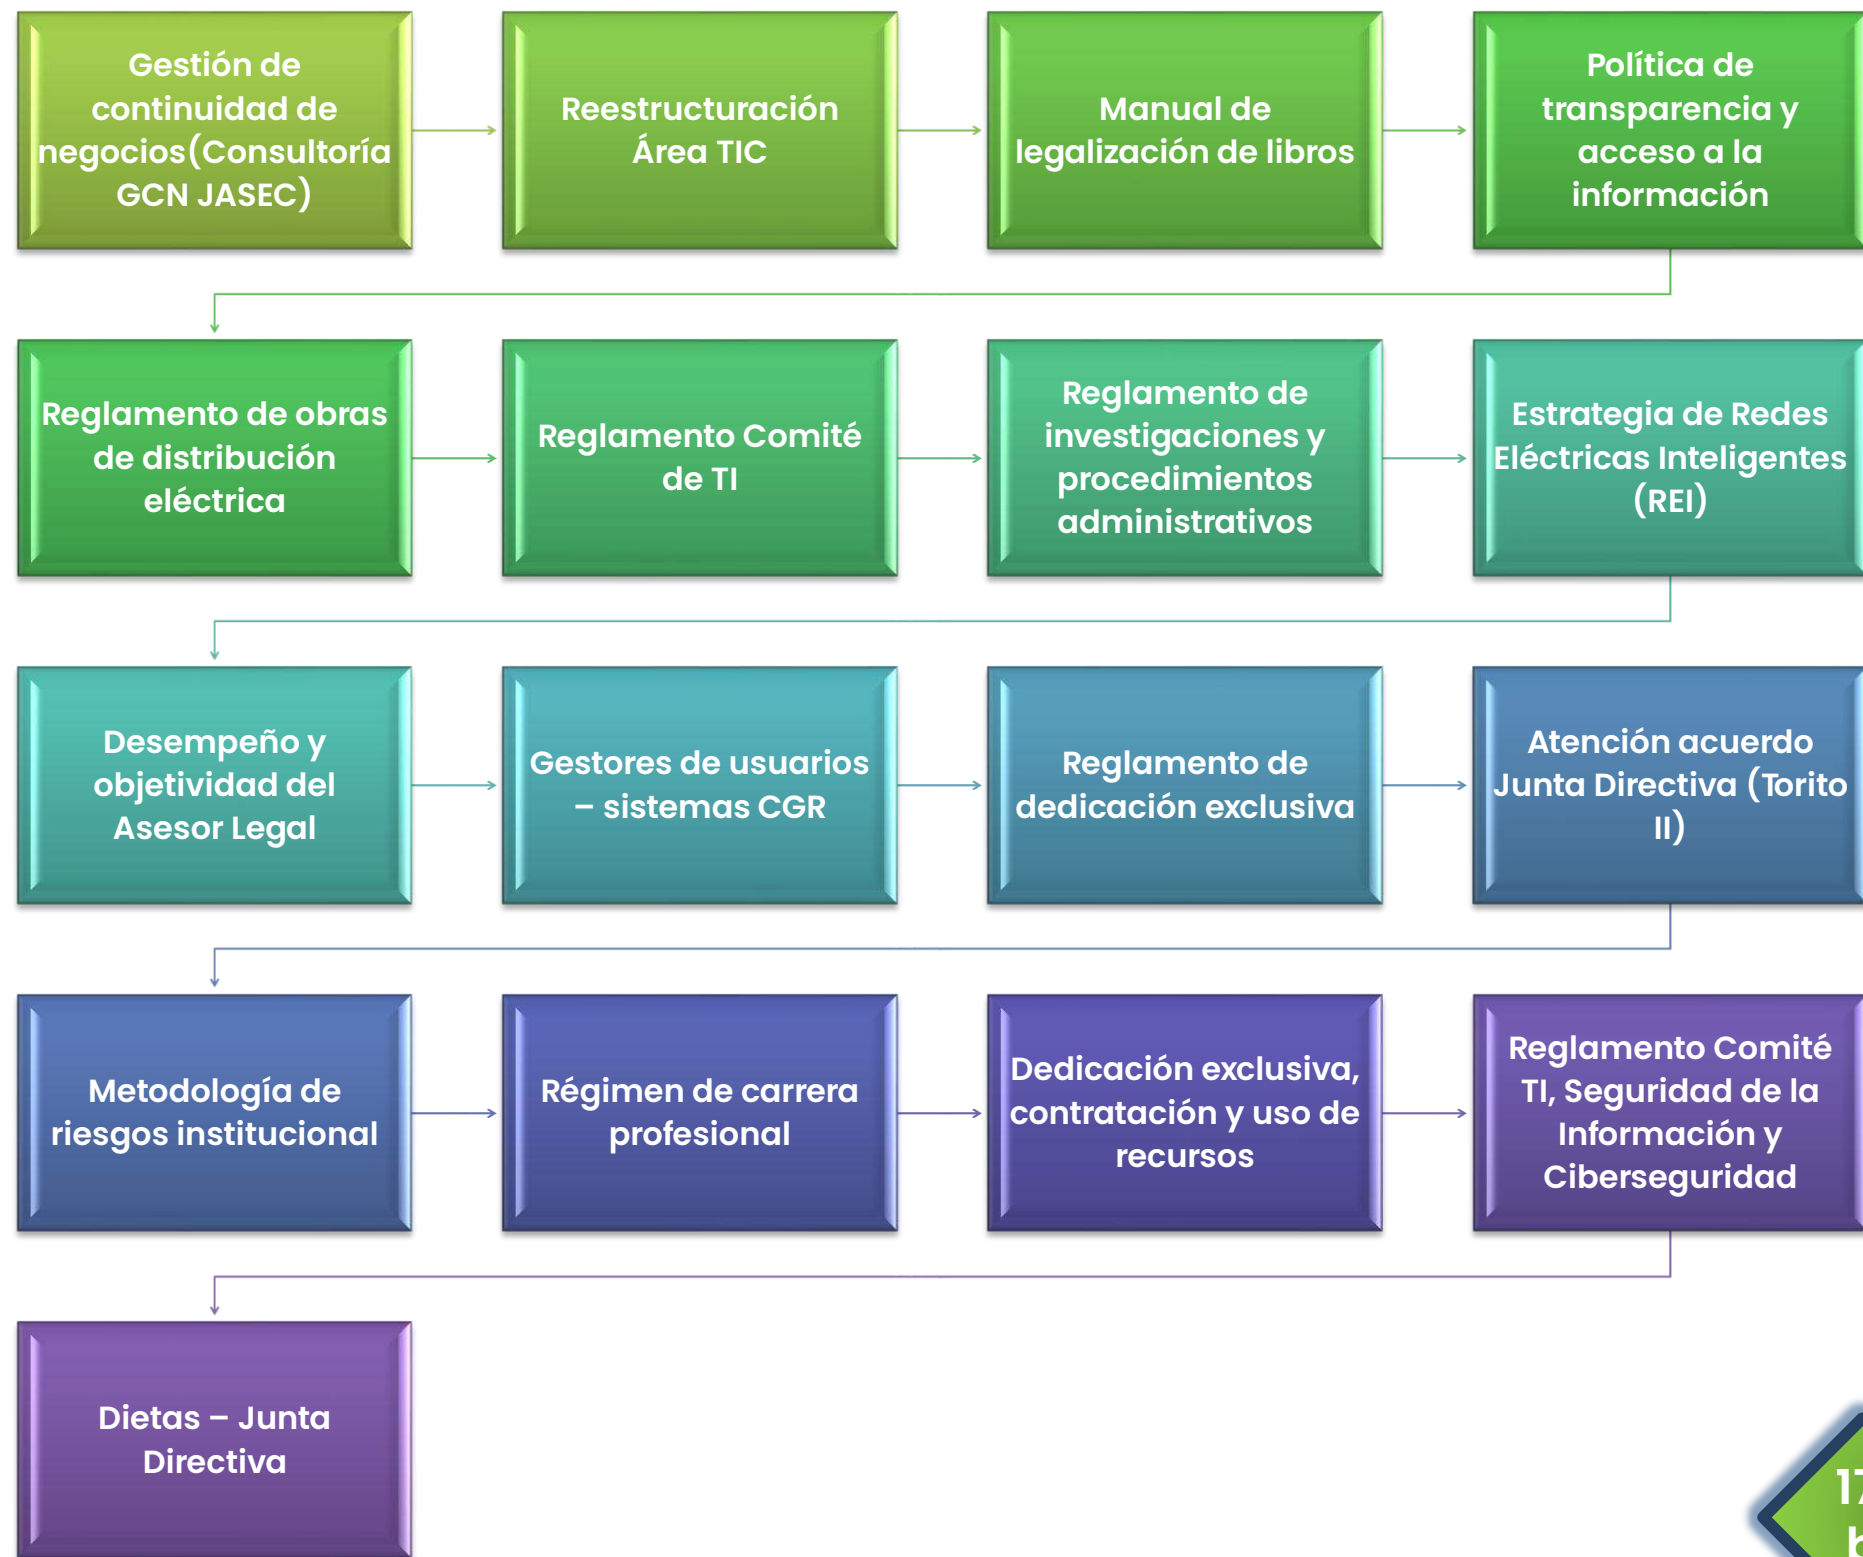 Gestión de
continuidad de
negocios(Consultoría
GCN JASEC)
Reestructuración
Área TIC
Manual de
legalización de libros
Política de
transparencia y
acceso a la
información
Reglamento de obras
de distribución
eléctrica
Reglamento Comité
de TI
Reglamento de
investigaciones y
procedimientos
administrativos
Estrategia de Redes
Eléctricas Inteligentes
(REI)
Desempeño y
objetividad del
Asesor Legal
Gestores de usuarios
– sistemas CGR
Reglamento de
dedicación exclusiva
Atención acuerdo
Junta Directiva (Torito
II)
Metodología de
riesgos institucional
Régimen de carrera
profesional
Dedicación exclusiva,
contratación y uso de
recursos
Reglamento Comité
TI, Seguridad de la
Información y
Ciberseguridad
Dietas – Junta
Directiva
17